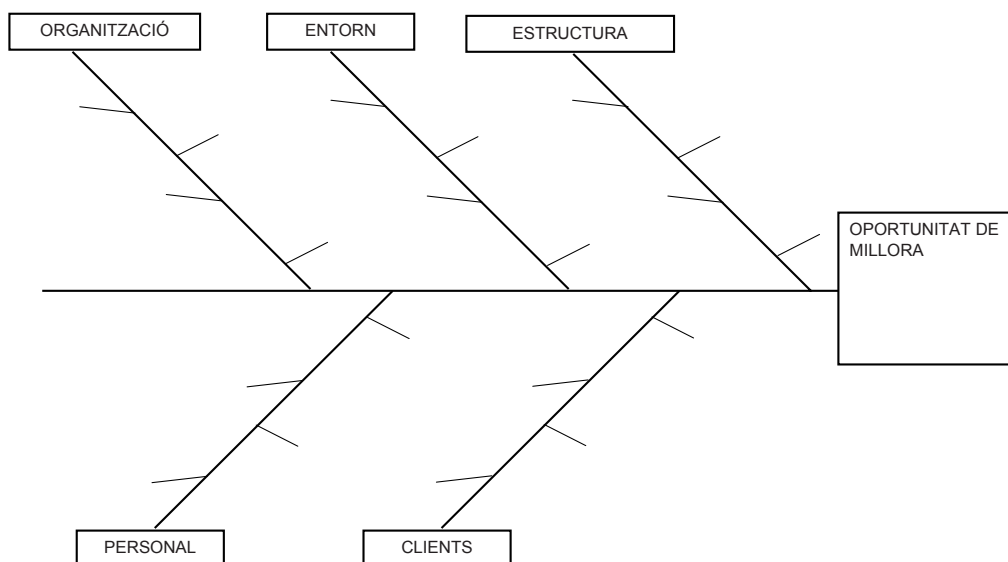 ORGANITZACIÓ
ENTORN
ESTRUCTURA
OPORTUNITAT DE
MILLORA
PERSONAL
CLIENTS